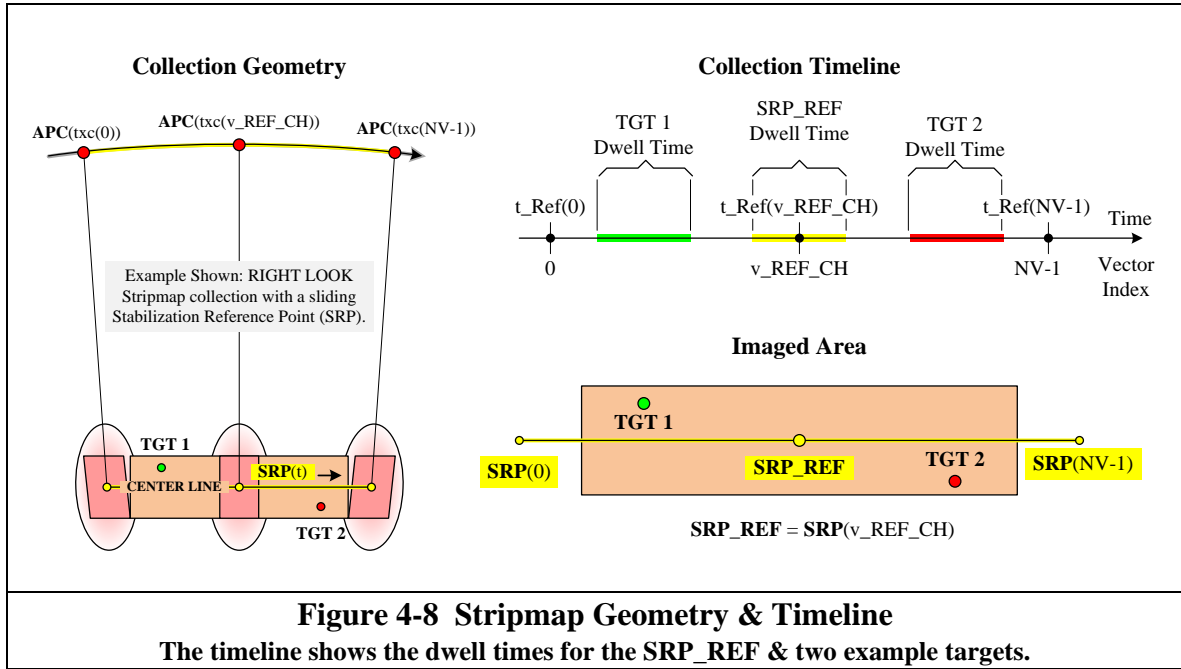 Collection Geometry
APC(txc(0))
APC(txc(v_REF_CH))
APC(txc(NV-1))
Example Shown: RIGHT LOOK
Stripmap collection with a sliding
Stabilization Reference Point (SRP).
TGT 1
SRP(t)
CENTER LINE
TGT 2
Collection Timeline
TGT 1
Dwell Time
SRP_REF
Dwell Time
TGT 2
Dwell Time
t_Ref(0)
t_Ref(v_REF_CH)
t_Ref(NV-1)
Time
0
v_REF_CH
NV-1
Vector
Index
Imaged Area
TGT 1
SRP(0)
SRP_REF
TGT 2
SRP(NV-1)
SRP_REF = SRP(v_REF_CH)
Figure 4-8 Stripmap Geometry & Timeline
The timeline shows the dwell times for the SRP_REF & two example targets.